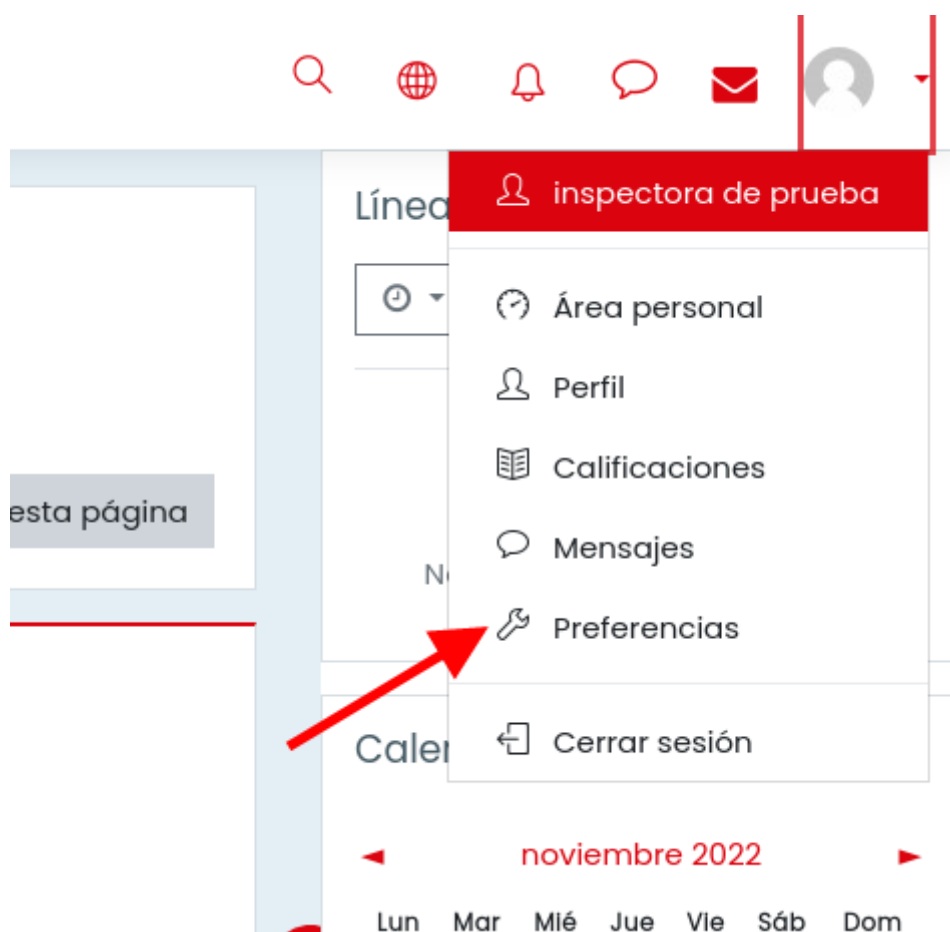 inspectora de prueba
Línea
Área personal
Perfil
Calificaciones
esta página
Mensajes
Preferencias
Cerrar sesión
noviembre 2022
Lun Mar Mié Jue Vie Sáb Dom